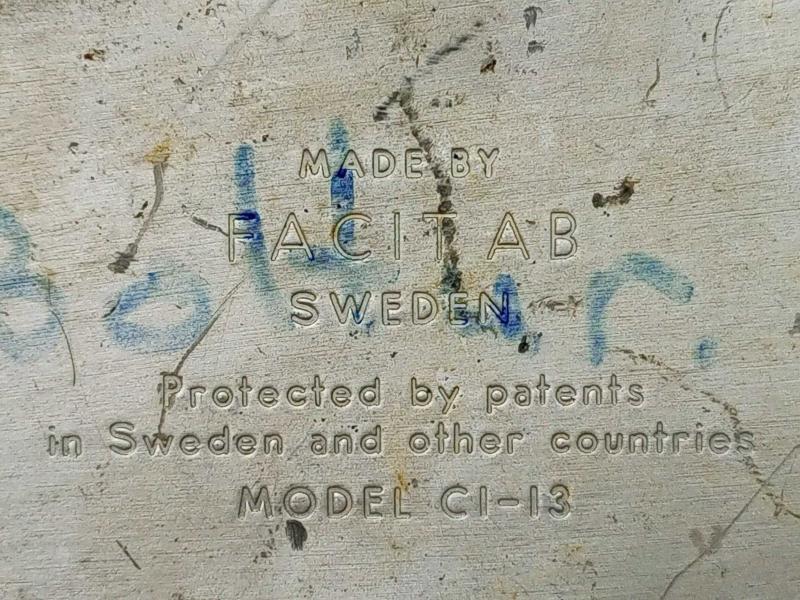 MADE BY
FACIT AB
SWEDEN
Protected by patents
in Sweden and other countries
MODEL C1-13